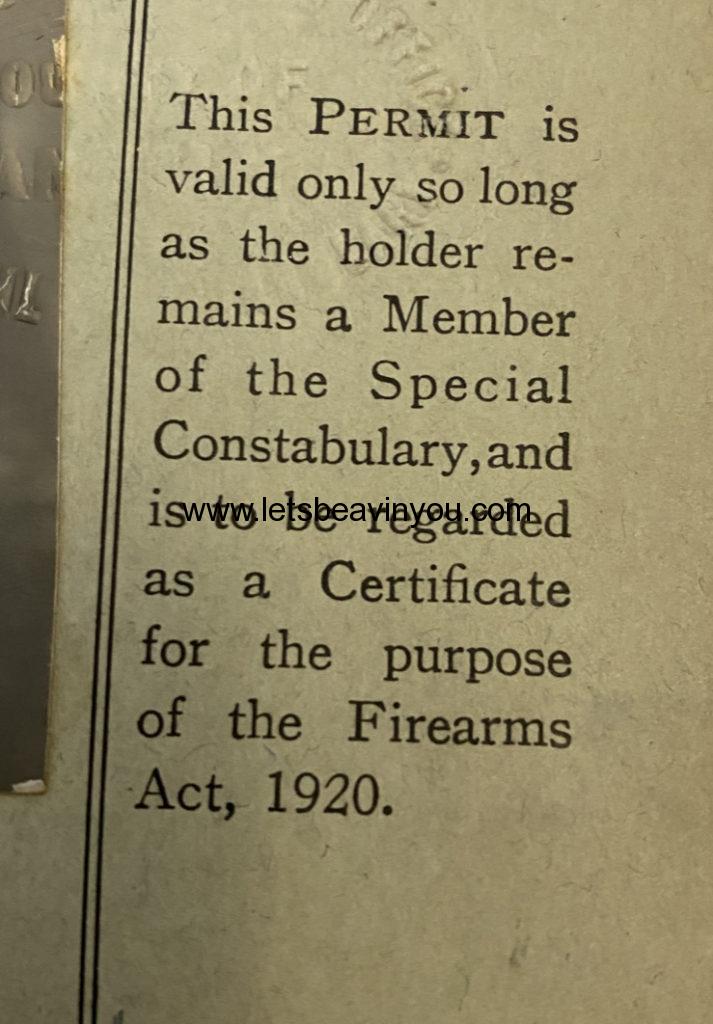 This PERMIT is
valid only so long
as the holder re-
mains a Member
of the Special
Constabulary, and
is to be regarded
www.letsbeavinyou.com
as a Certificate
for the purpose
of the Firearms
Act, 1920.